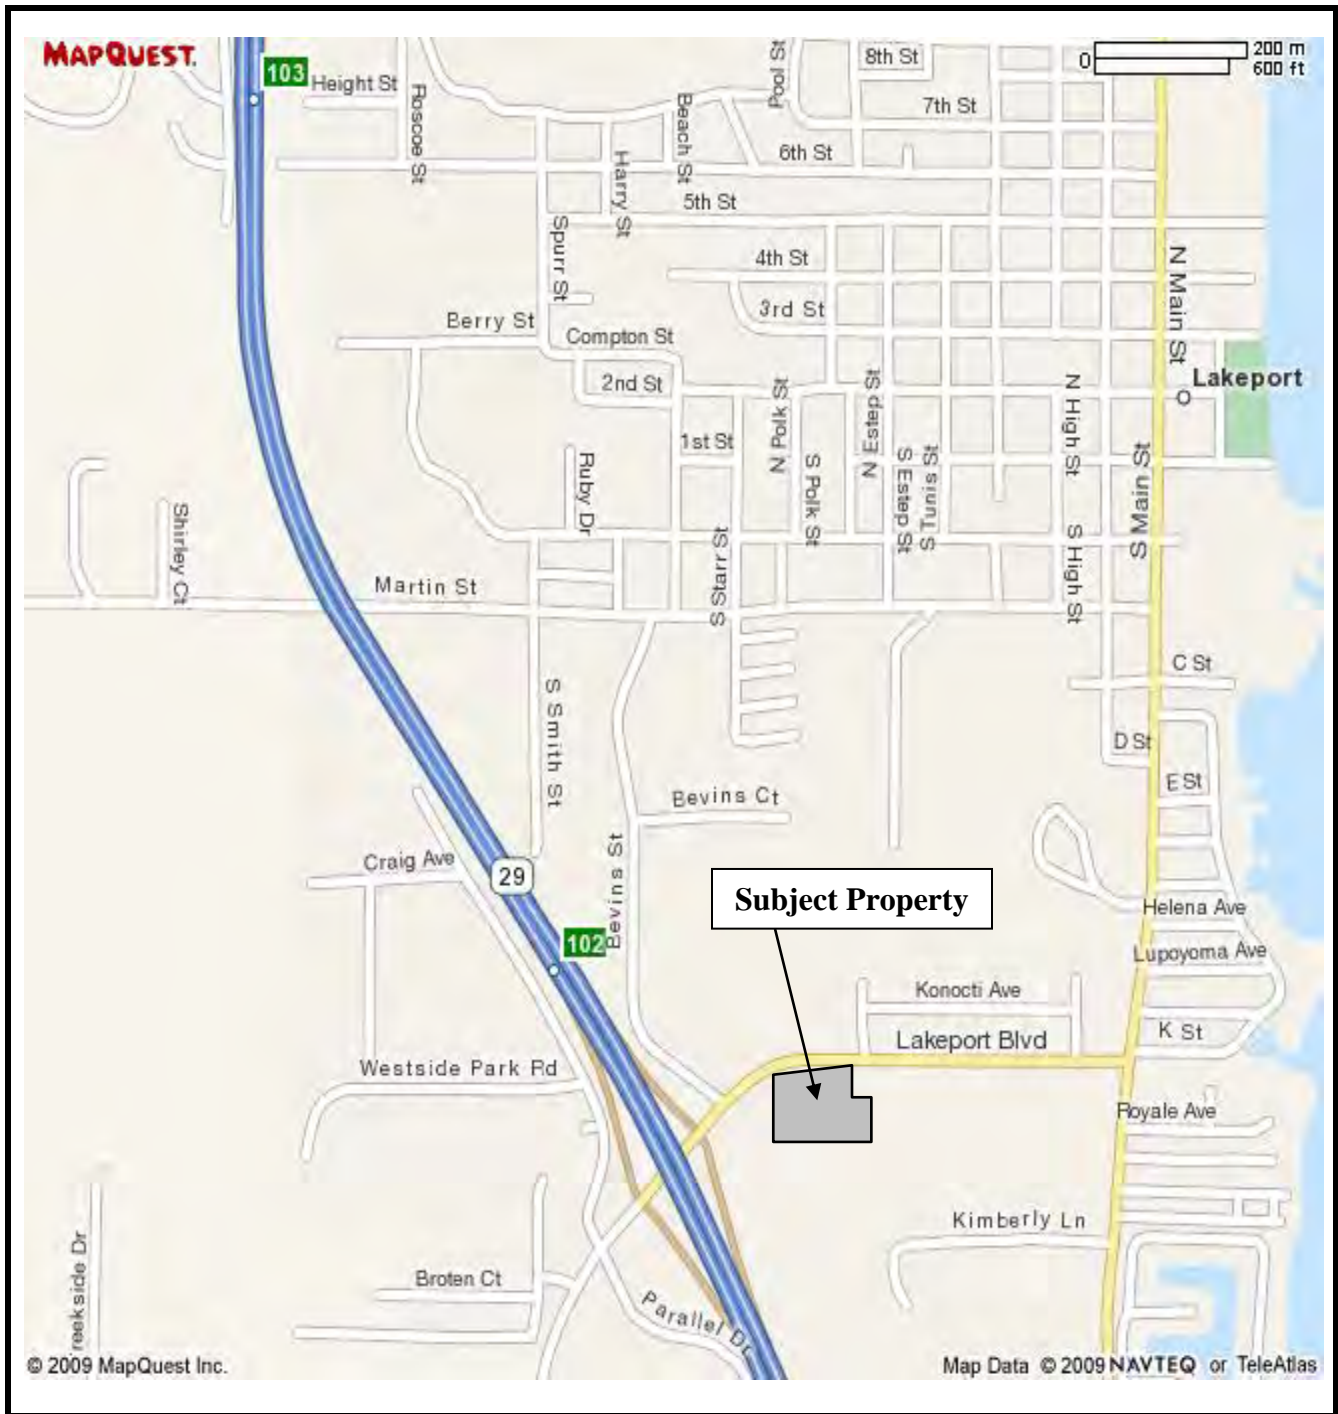 MAPQUEST.
103
Height St
Roscoe St
Pool St
8th St
0
200 m
600 ft
7th St
Beach St
6th St
Harry St
5th St
Spurr St
4th St
N Main St
3rd St
Berry St
Compton St
2nd St
Lakeport
N Polk St
N Estep St
N High St
1st St
Ruby Dr
S Polk St
S Estep St
S Tunis St
S Main St
Shirley Ct
S Starr St
S High St
Martin St
C St
S Smith St
D St
E St
Bevins Ct
Bevins St
Craig Ave
29
Subject Property
Helena Ave
102
Lupoyoma Ave
Konocti Ave
K St
Lakeport Blvd
Westside Park Rd
Royale Ave
Kimberly Ln
reekside Dr
Broten Ct
Parallel Dr
© 2009 MapQuest Inc.
Map Data © 2009 NAVTEQ or TeleAtlas